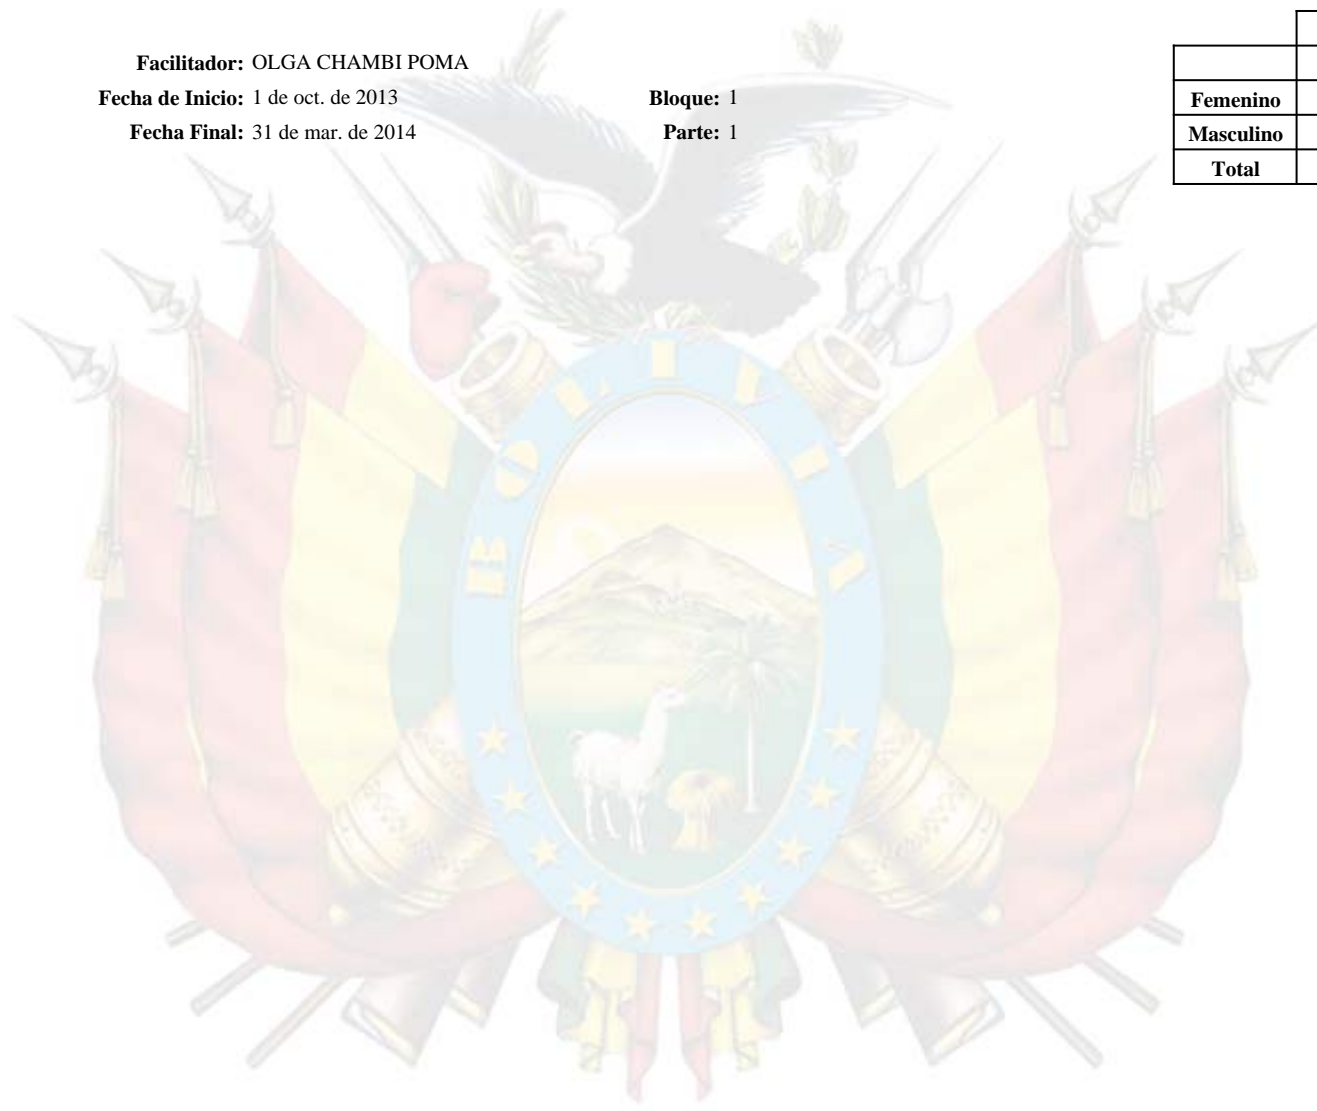 Facilitador: OLGA CHAMBI POMA
Fecha de Inicio: 1 de oct. de 2013 Bloque: 1
Fecha Final: 31 de mar. de 2014 Parte: 1
Femenino
Masculino
Total
BOLIVIA